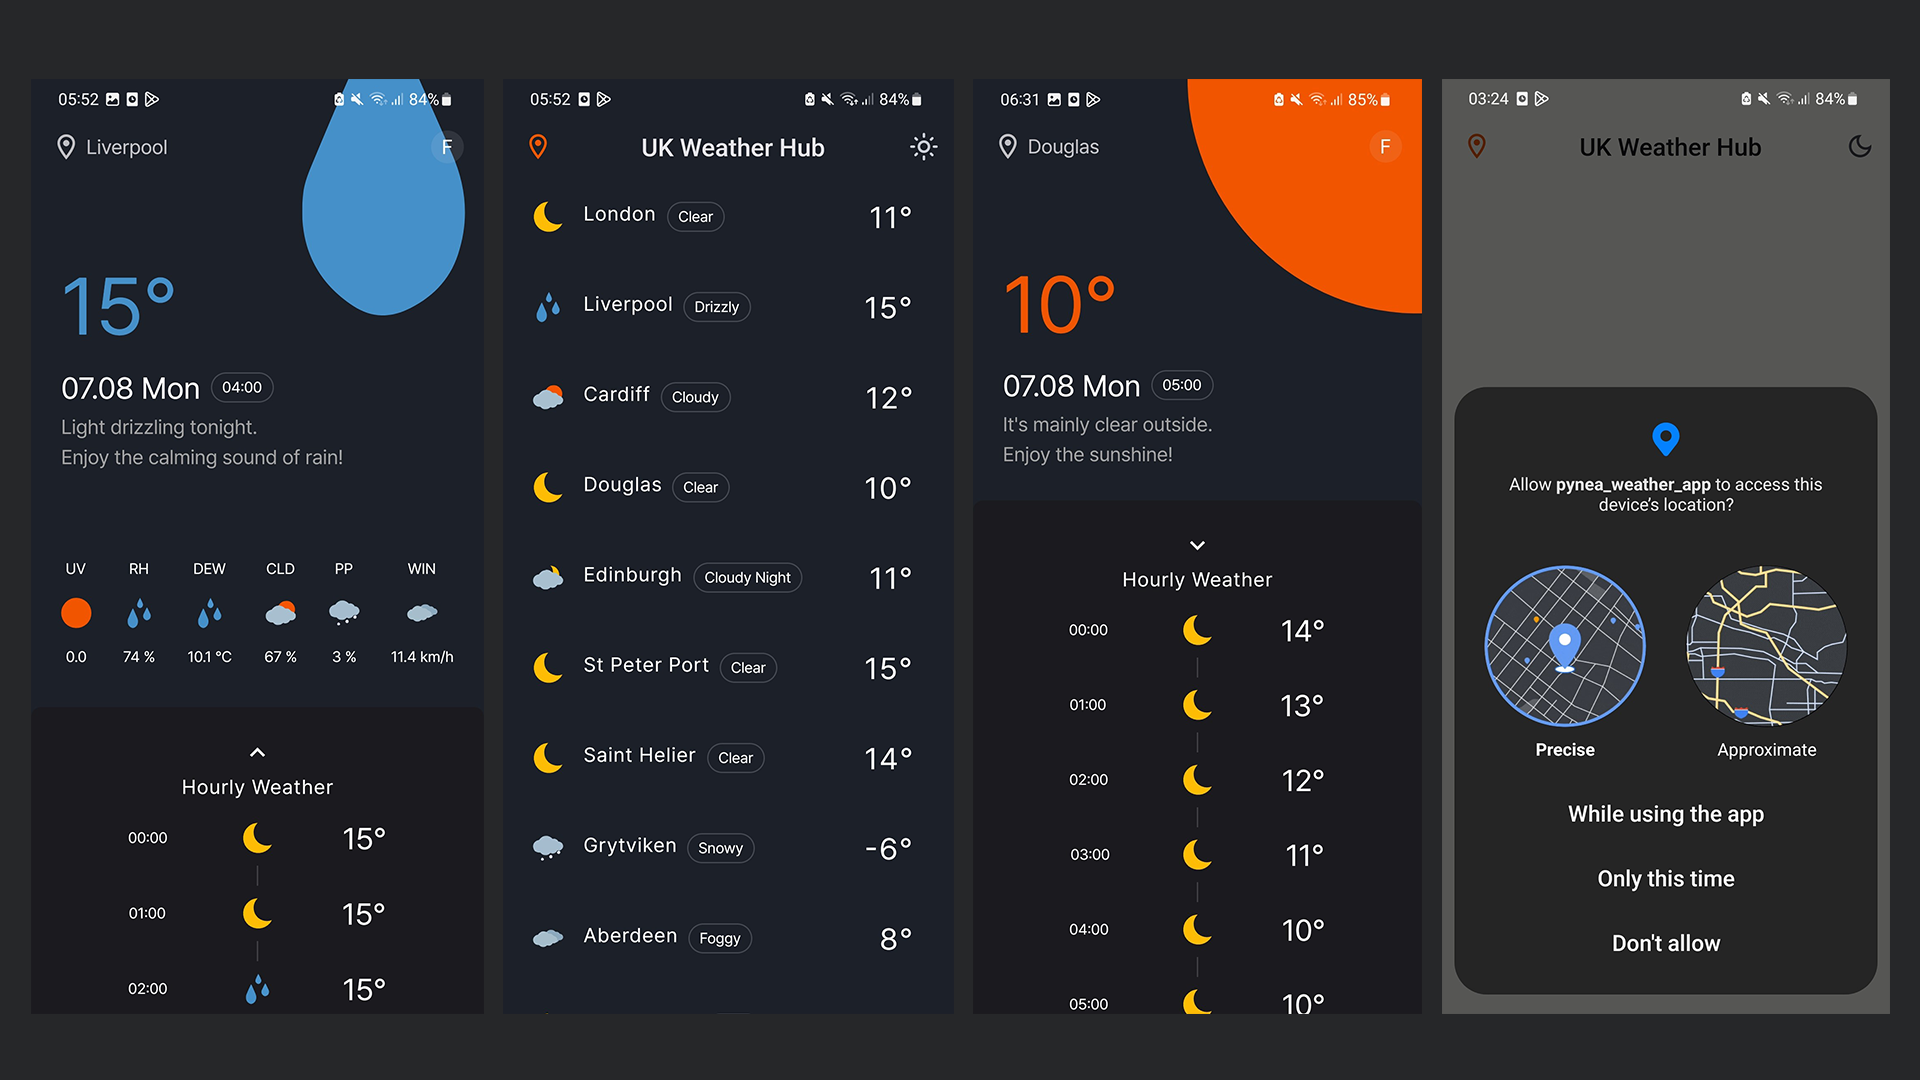 05:52
84%
Liverpool
F
15°
07.08 Mon 04:00
Light drizzling tonight.
Enjoy the calming sound of rain!
UV RH DEW CLD PP WIN
0.0 74 % 10.1 °C 67 % 3 % 11.4 km/h
Hourly Weather
00:00 15°
01:00 15°
02:00 15°
05:52
84%
UK Weather Hub
London Clear 11°
Liverpool Drizzly 15°
Cardiff Cloudy 12°
Douglas Clear 10°
Edinburgh Cloudy Night 11°
St Peter Port Clear 15°
Saint Helier Clear 14°
Grytviken Snowy -6°
Aberdeen Foggy 8°
06:31
85%
Douglas
F
10°
07.08 Mon 05:00
It's mainly clear outside.
Enjoy the sunshine!
Hourly Weather
00:00 14°
01:00 13°
02:00 12°
03:00 11°
04:00 10°
05:00 10°
03:24
84%
UK Weather Hub
Allow pynea_weather_app to access this
device’s location?
Precise
Approximate
While using the app
Only this time
Don't allow